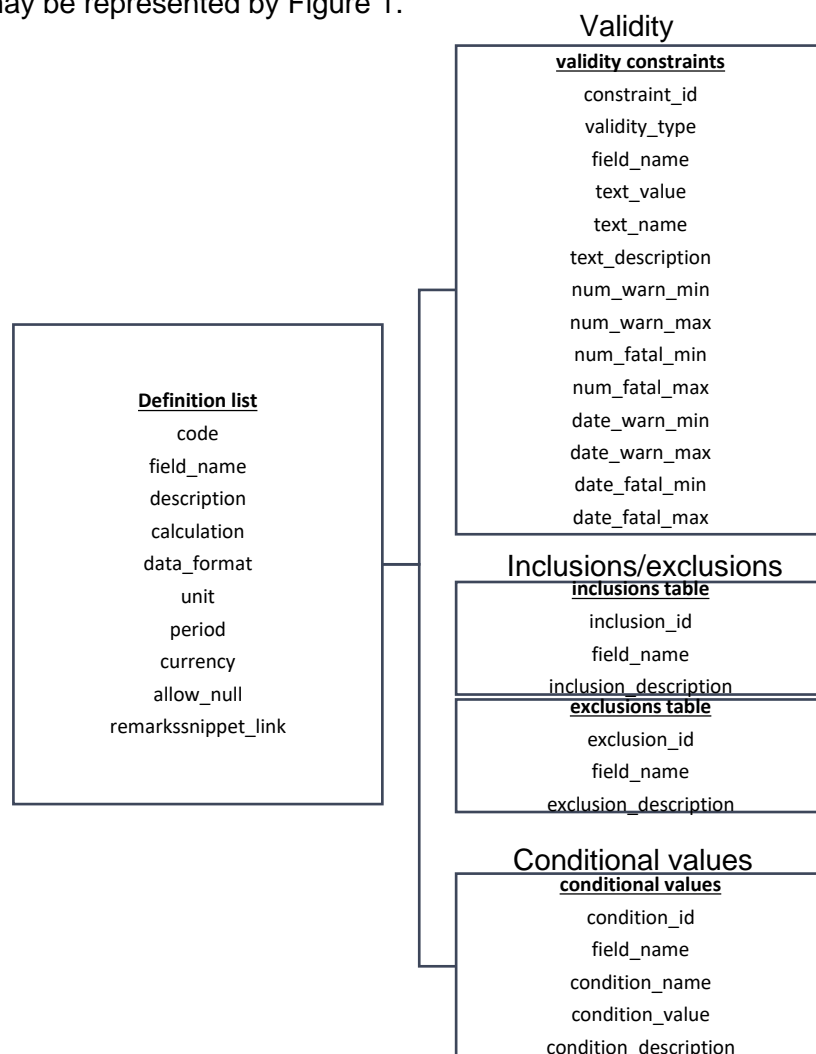 may be represented by Figure 1.
Validity
validity constraints
constraint_id
validity_type
field_name
text_value
text_name
text_description
num_warn_min
num_warn_max
num_fatal_min
num_fatal_max
date_warn_min
date_warn_max
date_fatal_min
date_fatal_max
Definition list
code
field_name
description
calculation
data_format
unit
period
currency
allow_null
remarkssnippet_link
Inclusions/exclusions
inclusions table
inclusion_id
field_name
inclusion_description
exclusions table
exclusion_id
field_name
exclusion_description
Conditional values
conditional values
condition_id
field_name
condition_name
condition_value
condition_description